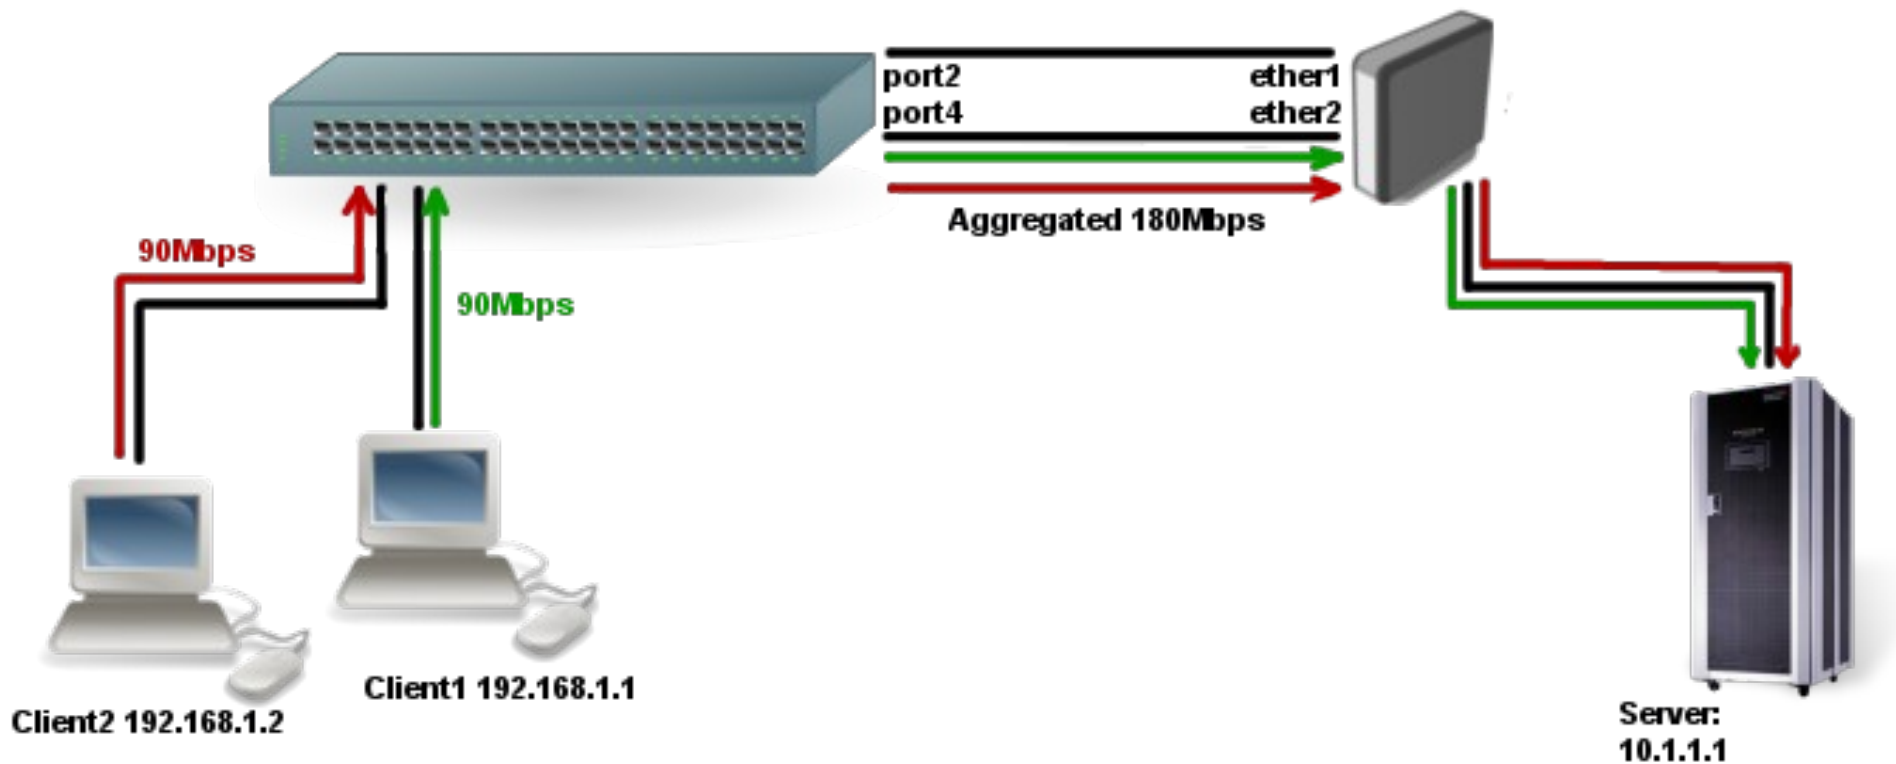 port2
ether1
port4
ether2
Aggregated 180Mbps
90Mbps
90Mbps
Client1 192.168.1.1
Client2 192.168.1.2
Server:
10.1.1.1